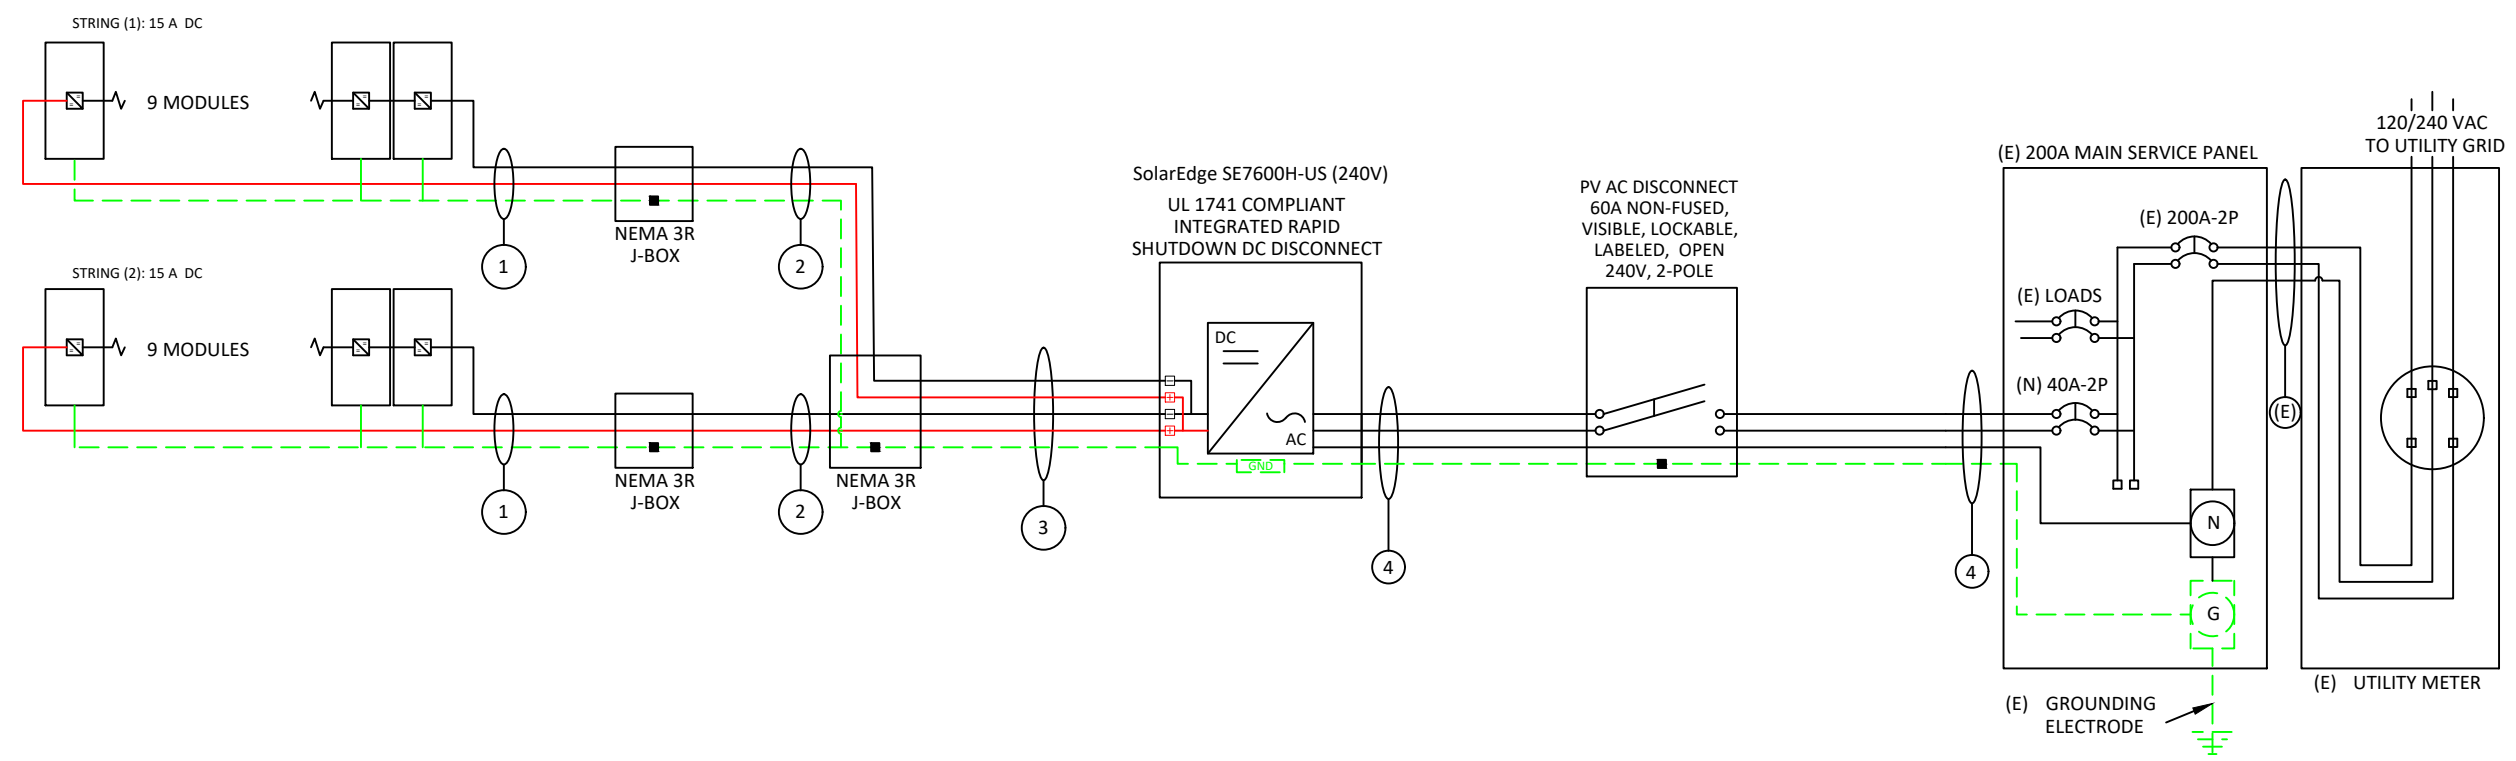 STRING (1): 15 A  DC
9 MODULES
NEMA 3R
J-BOX
1
2
STRING (2): 15 A  DC
9 MODULES
NEMA 3R
J-BOX
1
2
NEMA 3R
J-BOX
3
SolarEdge SE7600H-US (240V)
UL 1741 COMPLIANT
INTEGRATED RAPID
SHUTDOWN DC DISCONNECT
DC
AC
GND
4
PV AC DISCONNECT
60A NON-FUSED,
VISIBLE, LOCKABLE,
LABELED,  OPEN
240V, 2-POLE
4
(E) 200A MAIN SERVICE PANEL
(E) 200A-2P
(E) LOADS
(N) 40A-2P
N
G
(E) GROUNDING
ELECTRODE
(E)
120/240 VAC
TO UTILITY GRID
(E) UTILITY METER